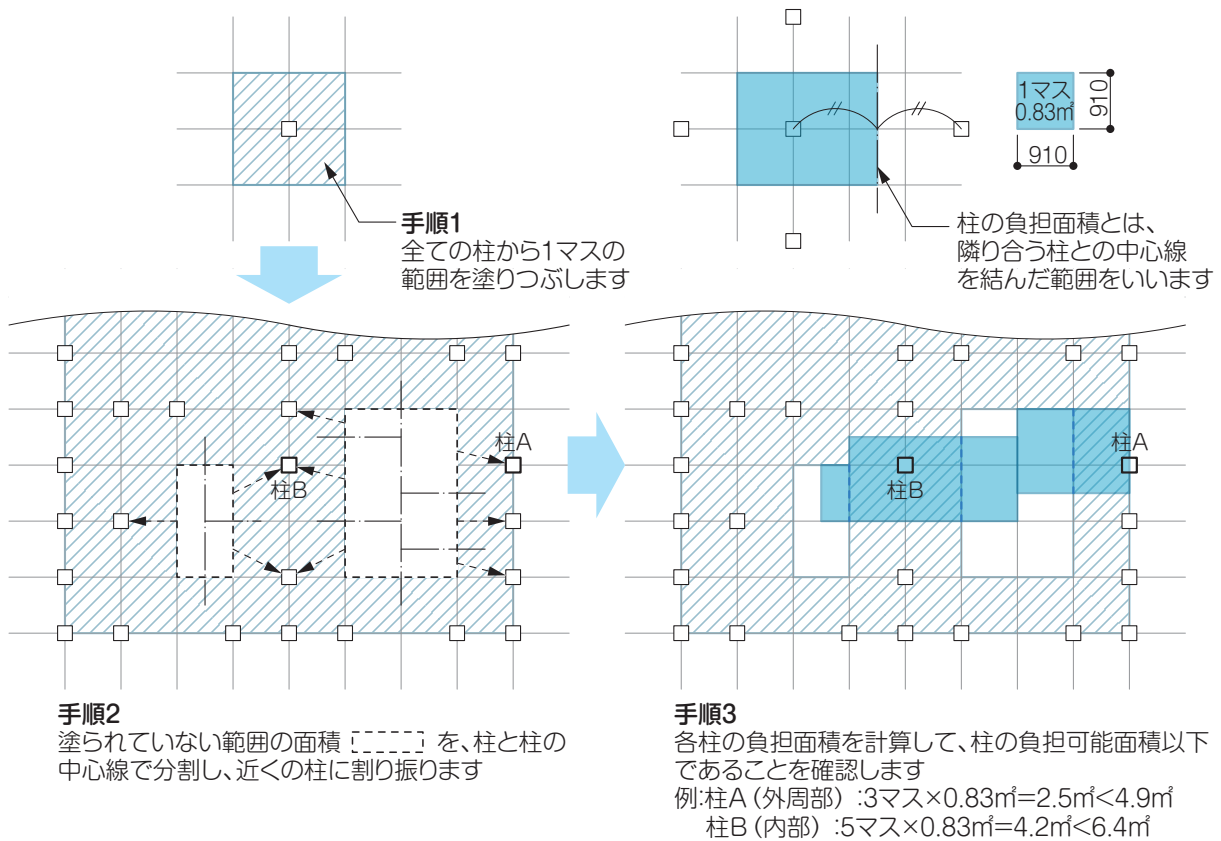 手順1
全ての柱から1マスの
範囲を塗りつぶします
1マス
0.83㎡
910
910
柱の負担面積とは、
隣り合う柱との中心線
を結んだ範囲をいいます
柱A
柱B
柱A
柱B
手順2
塗られていない範囲の面積 を、柱と柱の
中心線で分割し、近くの柱に割り振ります
手順3
各柱の負担面積を計算して、柱の負担可能面積以下
であることを確認します
例:柱A（外周部）:3マス×0.83㎡=2.5㎡<4.9㎡
柱B（内部）:5マス×0.83㎡=4.2㎡<6.4㎡